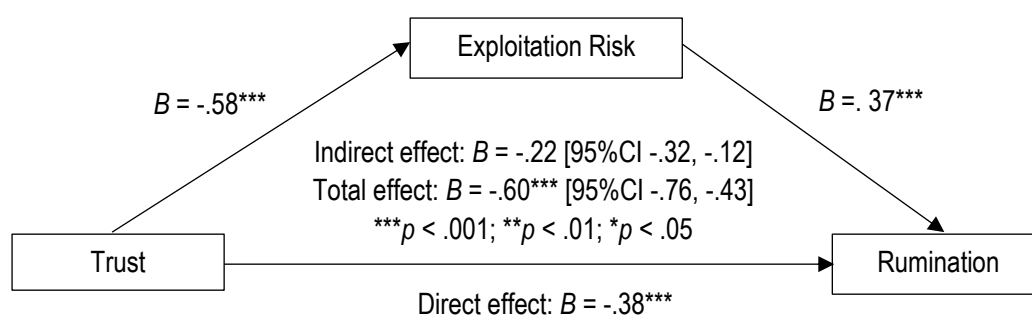 Exploitation Risk
B = -.58***
B =. 37***
Indirect effect: B = -.22 [95%CI -.32, -.12]
Total effect: B = -.60*** [95%CI -.76, -.43]
***p < .001; **p < .01; *p < .05
Trust
Rumination
Direct effect: B = -.38***